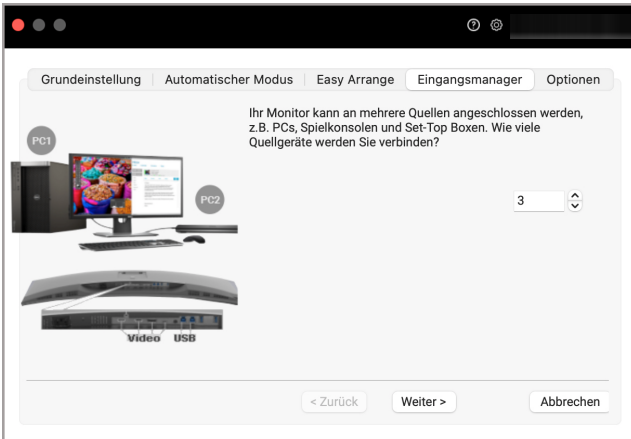 Grundeinstellung
Automatischer Modus
Easy Arrange
Eingangsmanager
Optionen
Ihr Monitor kann an mehrere Quellen angeschlossen werden,
z.B. PCs, Spielkonsolen und Set-Top Boxen. Wie viele
Quellgeräte werden Sie verbinden?
PC1
PC2
3
Video
USB
< Zurück
Weiter >
Abbrechen